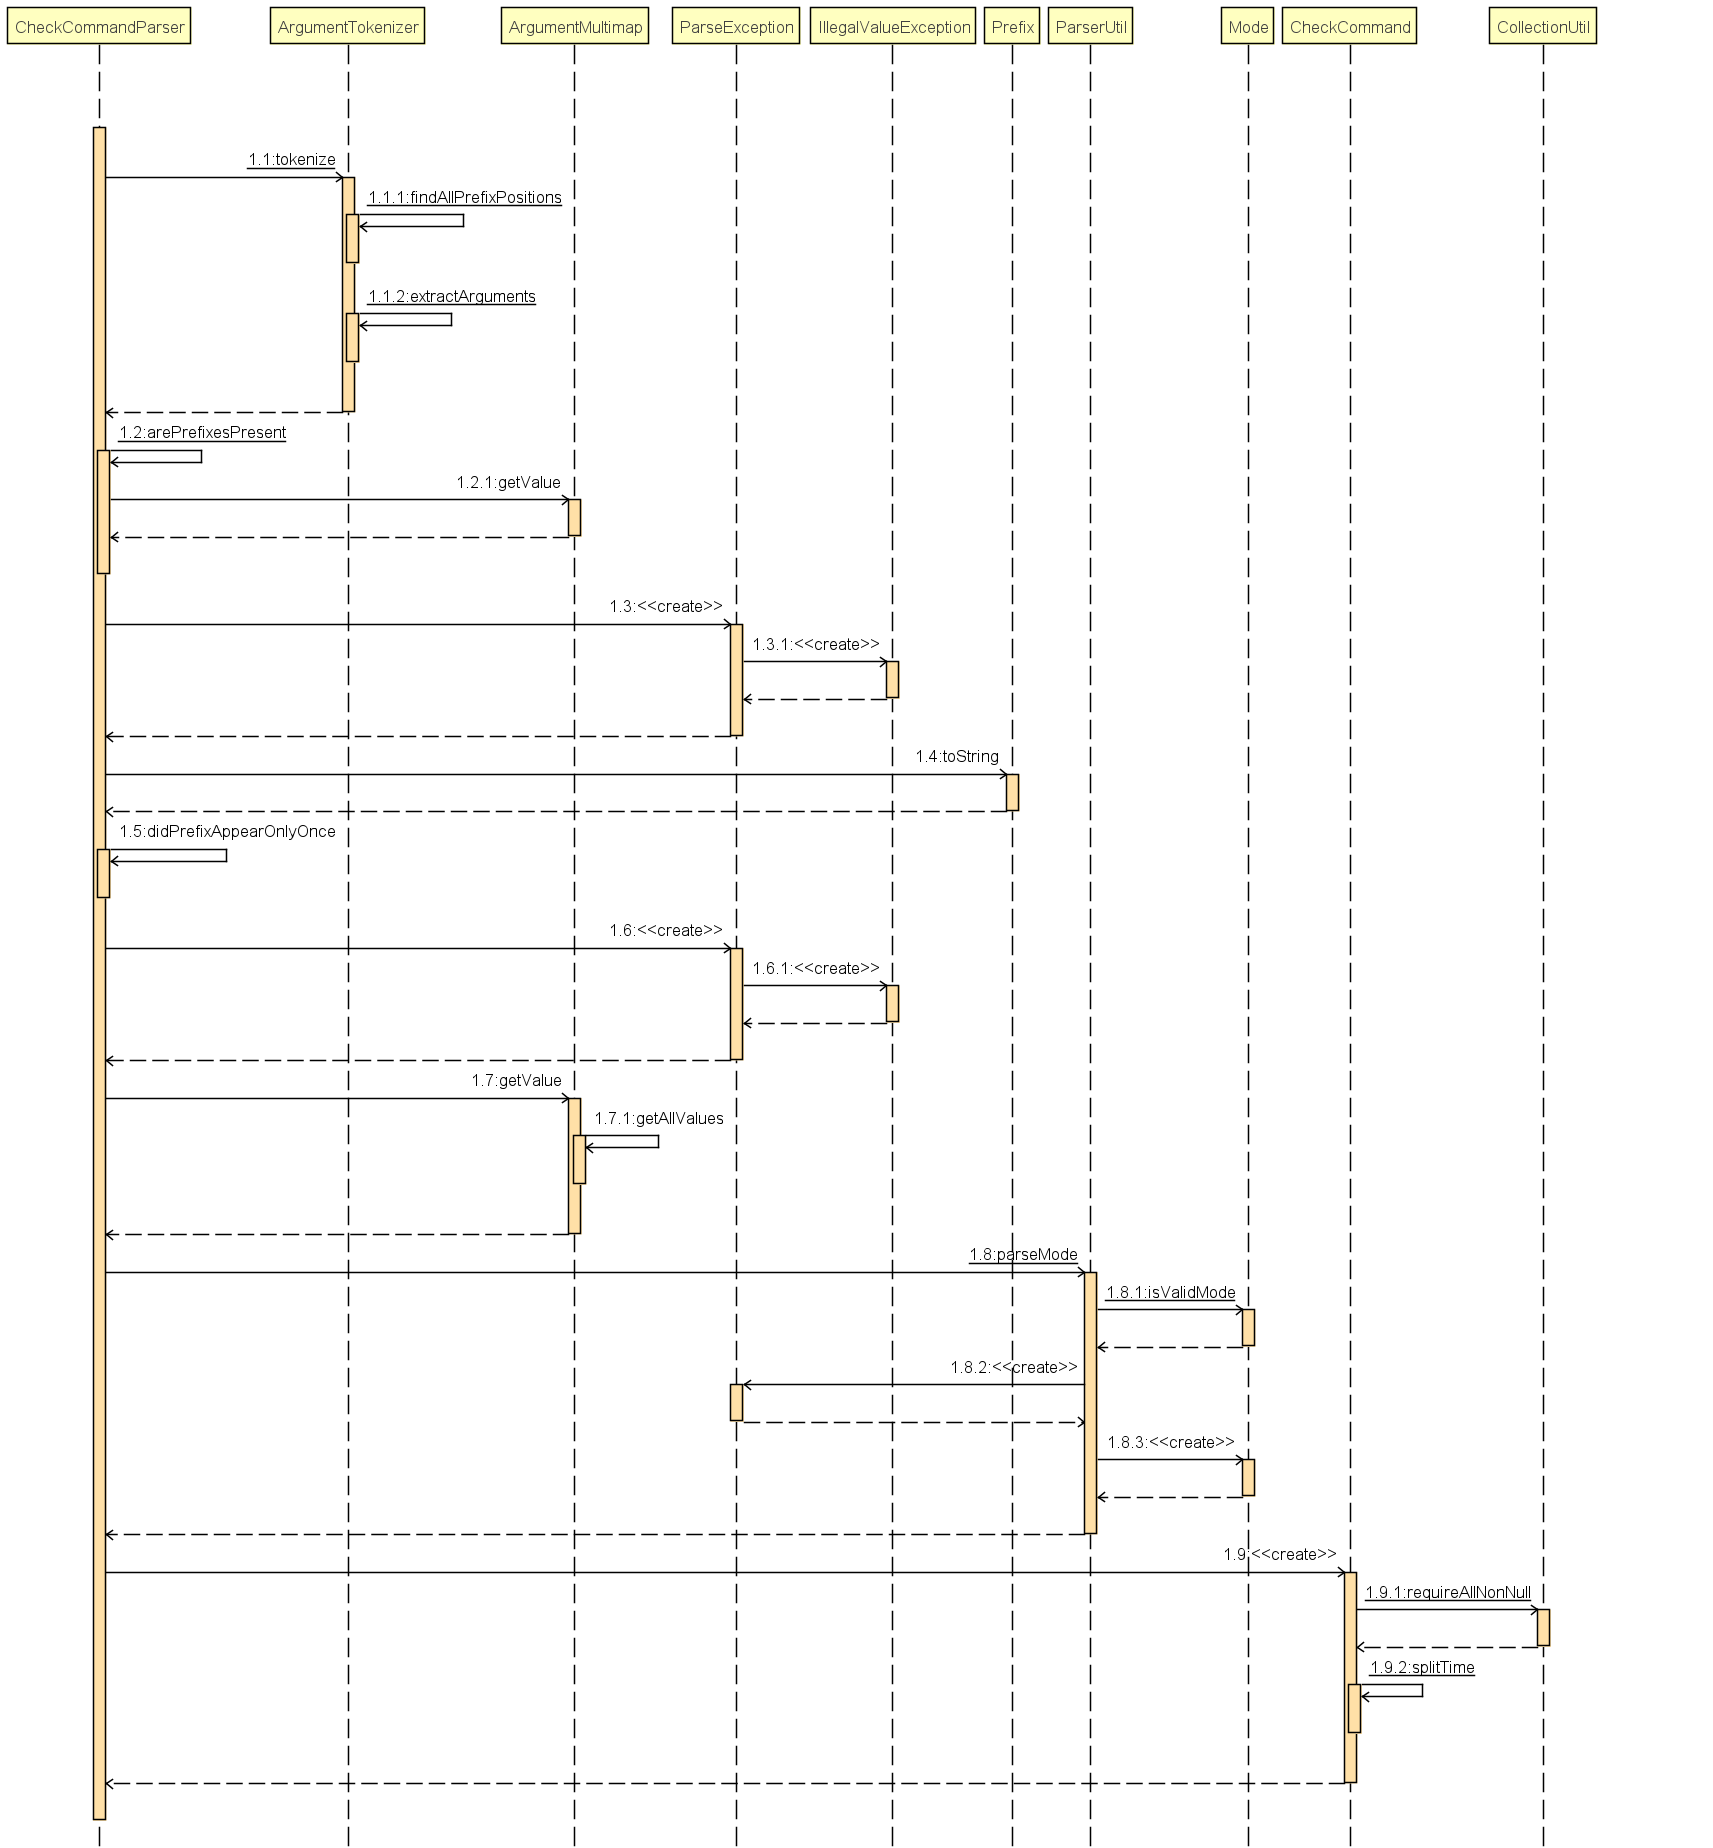 CheckCommandParser
ArgumentTokenizer
ArgumentMultimap
ParseException
IllegalValueException
Prefix
ParserUtil
Mode
CheckCommand
CollectionUtil
1.1:tokenize
1.1.1:findAllPrefixPositions
1.1.2:extractArguments
1.2:arePrefixesPresent
1.2.1:getValue
1.3:<<create>>
1.3.1:<<create>>
1.4:toString
1.5:didPrefixAppearOnlyOnce
1.6:<<create>>
1.6.1:<<create>>
1.7:getValue
1.7.1:getAllValues
1.8:parseMode
1.8.1:isValidMode
1.8.2:<<create>>
1.8.3:<<create>>
1.9:<<create>>
1.9.1:requireAllNonNull
1.9.2:splitTime